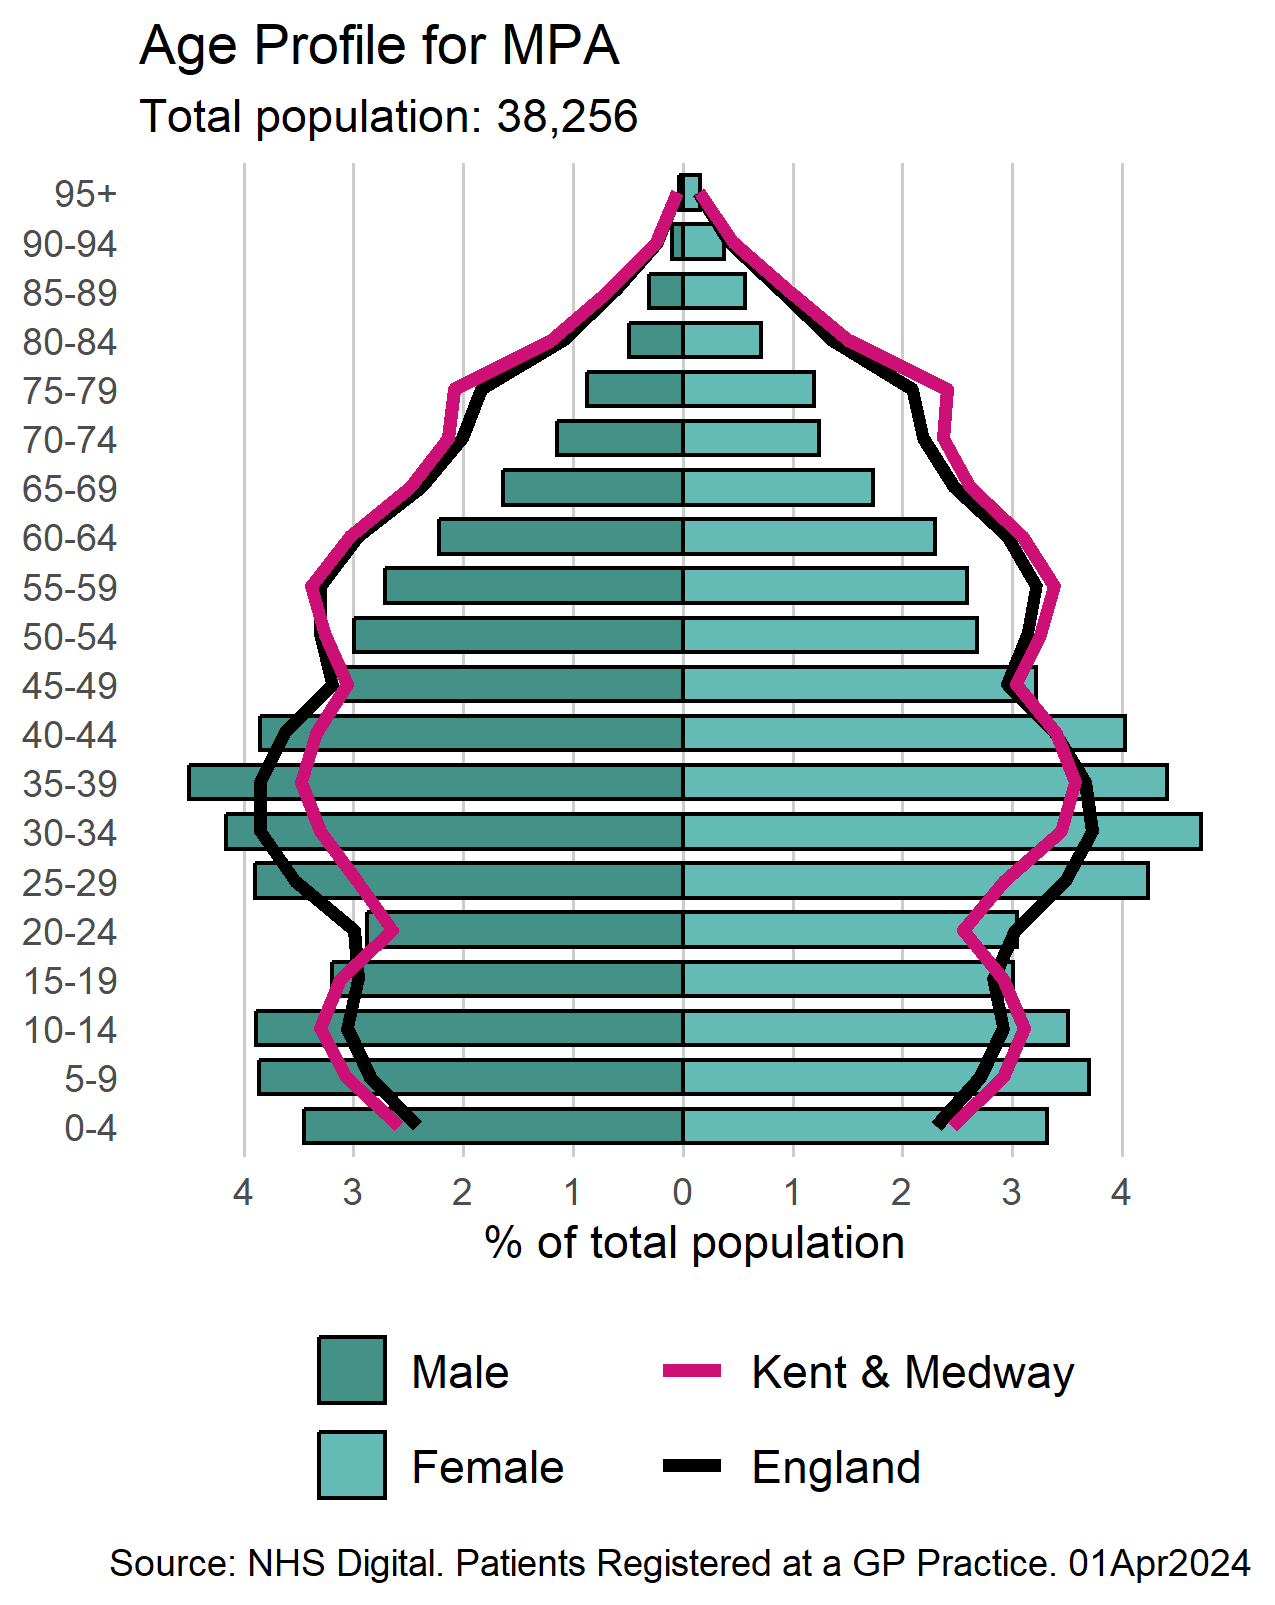 Age Profile for MPA
Total population: 38,256
95+
90-94
85-89
80-84
75-79
70-74
65-69
60-64
55-59
50-54
45-49
40-44
35-39
30-34
25-29
20-24
15-19
10-14
5-9
0-4
4 3 2 1 0 1 2 3 4
% of total population
Male Kent & Medway
Female England
Source: NHS Digital. Patients Registered at a GP Practice. 01Apr2024